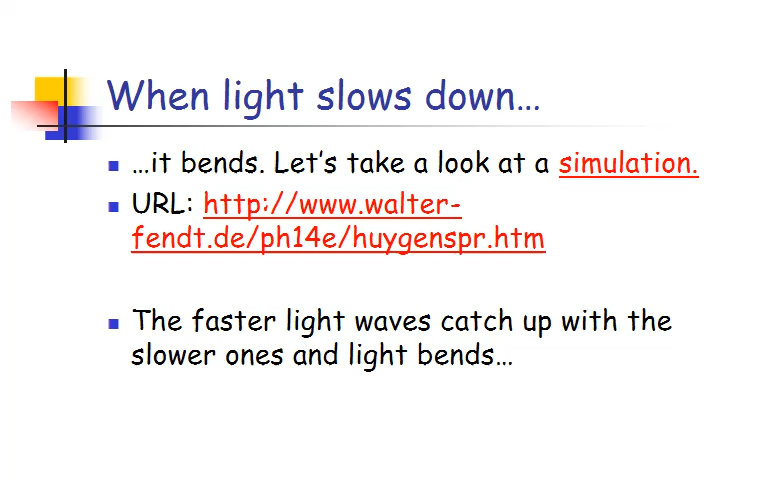 When light slows down…
…it bends. Let’s take a look at a simulation.
URL: http://www.walter-
fendt.de/ph14e/huygenspr.htm
The faster light waves catch up with the
slower ones and light bends…